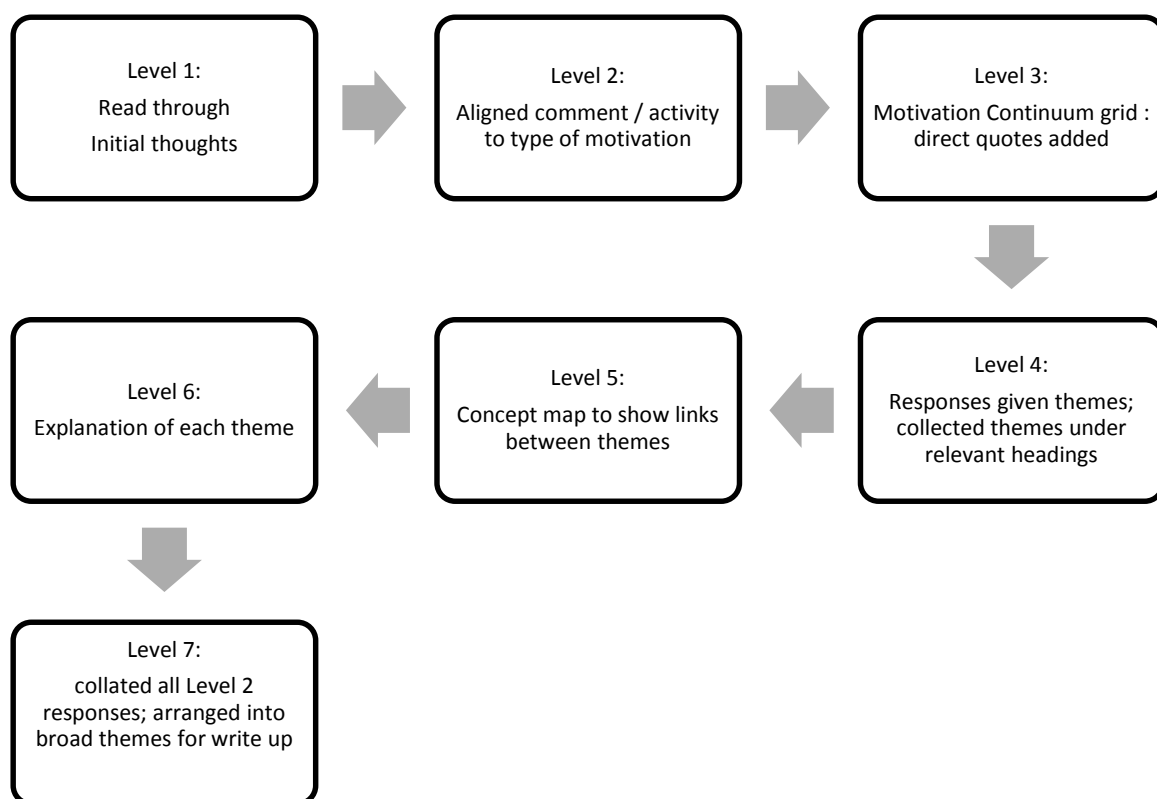 Level 1:
Read through
Initial thoughts
Level 2:
Aligned comment / activity
to type of motivation
Level 3:
Motivation Continuum grid :
direct quotes added
Level 4:
Responses given themes;
collected themes under
relevant headings
Level 5:
Concept map to show links
between themes
Level 6:
Explanation of each theme
Level 7:
collated all Level 2
responses; arranged into
broad themes for write up